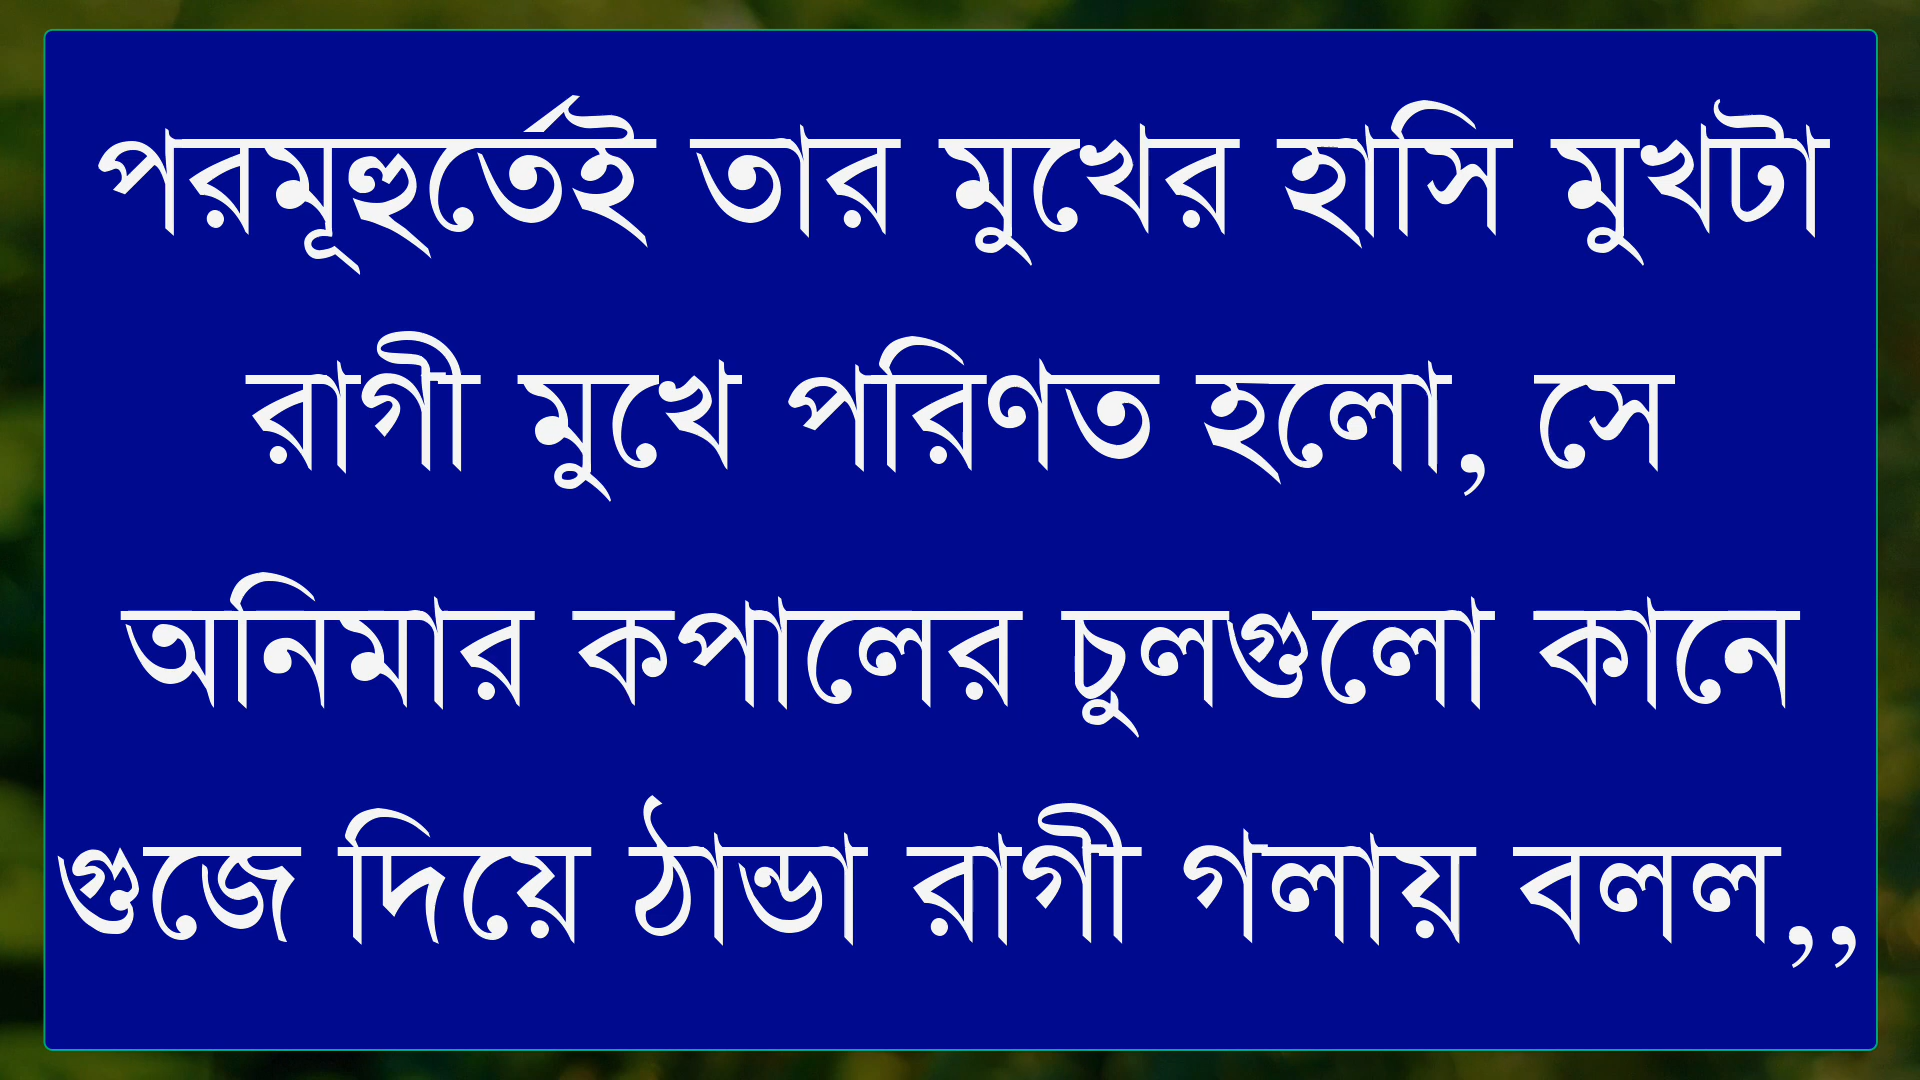 পরমূহুর্তেই তার মুখের হাসি মুখটা
রাগী মুখে পরিণত হলো, সে
অনিমার কপালের চুলগুলো কানে
গুজে দিয়ে ঠান্ডা রাগী গলায় বলল,,